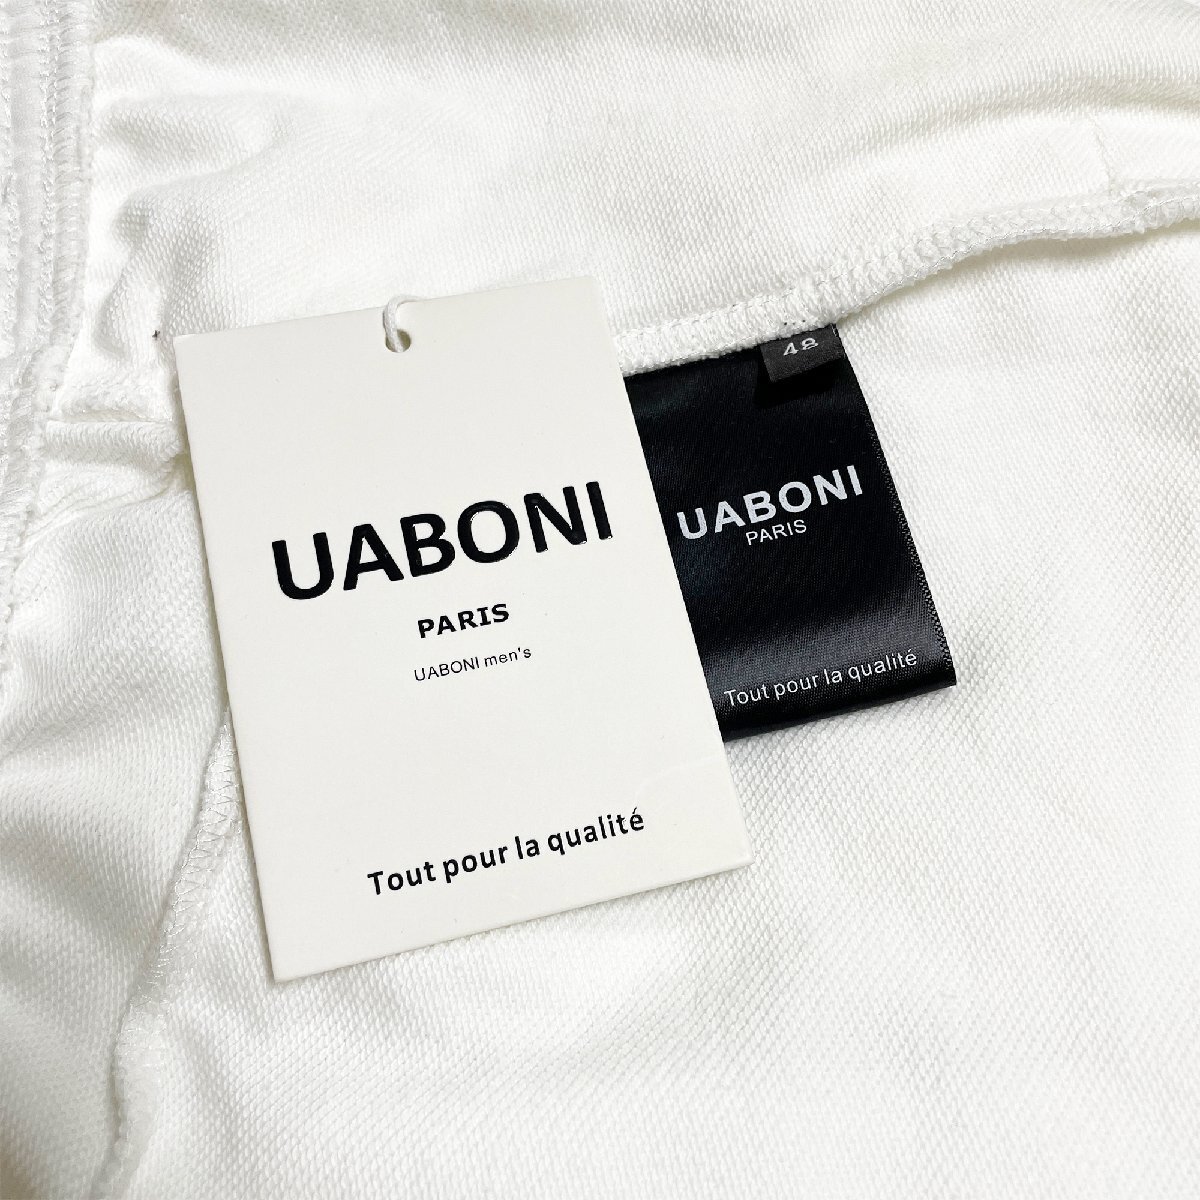 UABONI
PARIS
UABONI men's
Tout pour la qualité
48
UABONI
PARIS
Tout pour la qualité